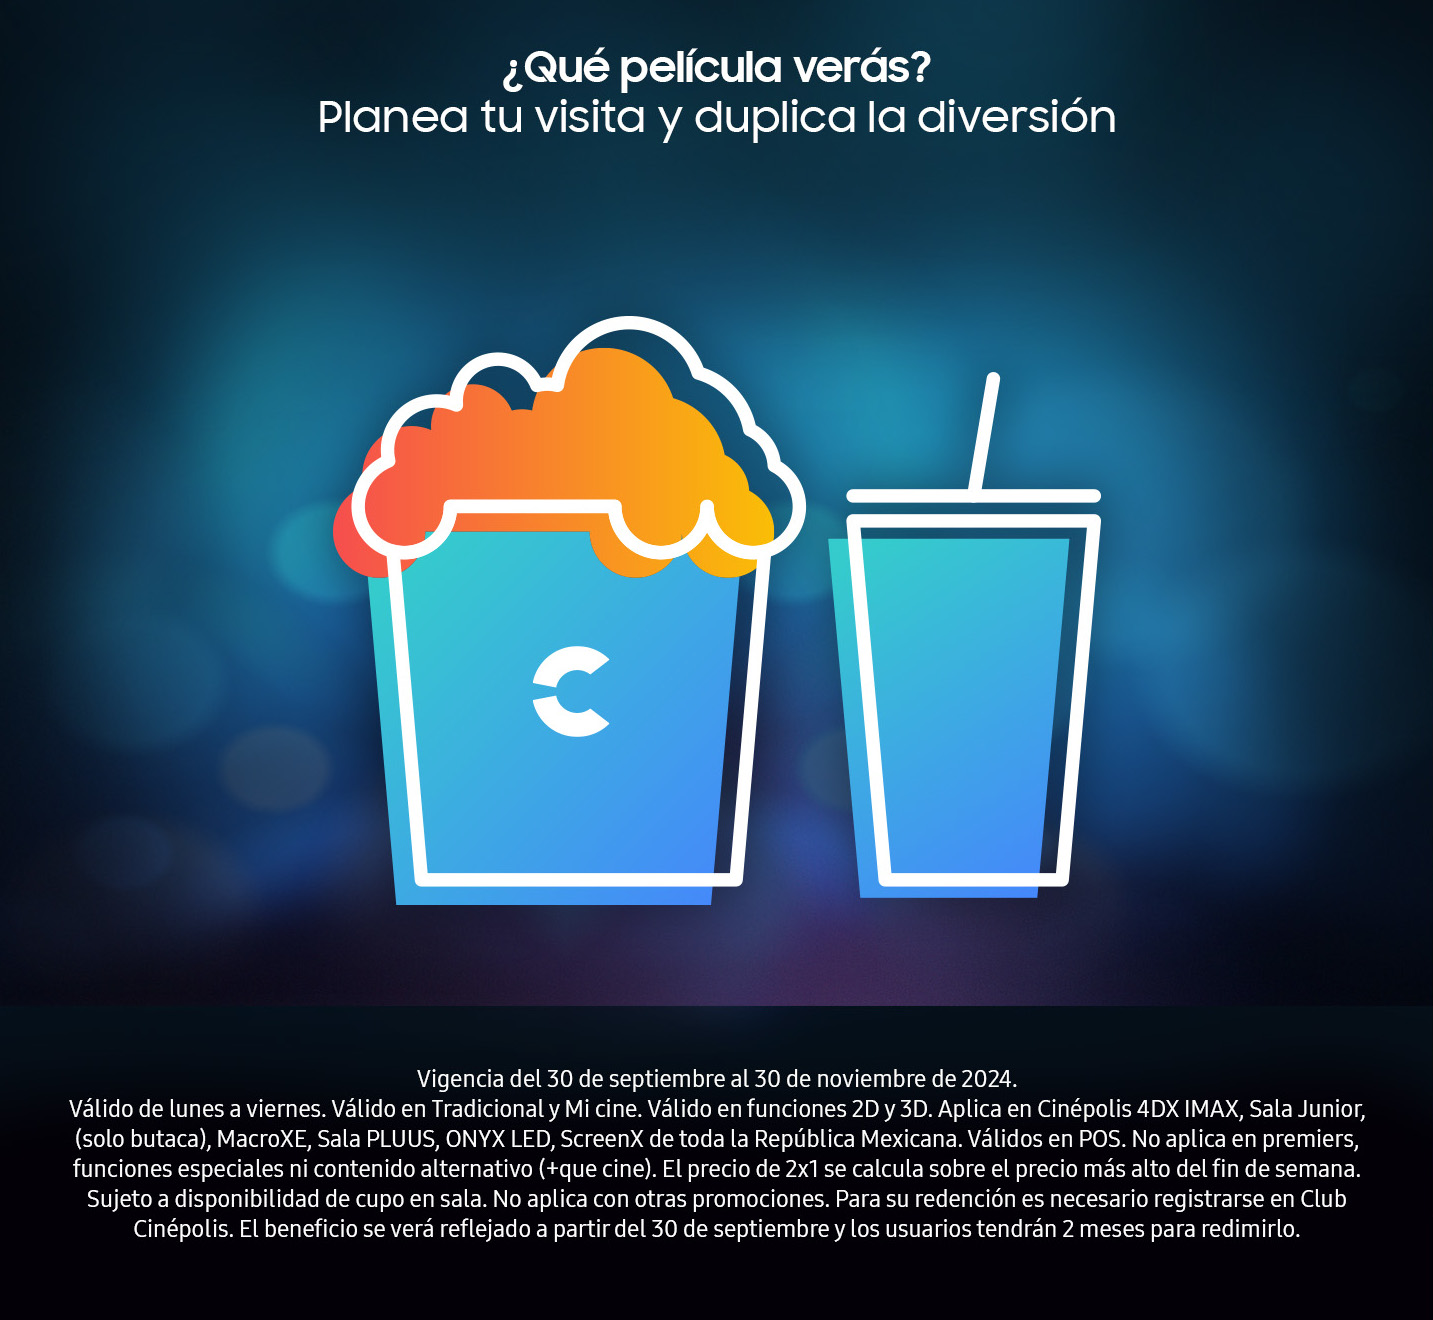 ¿Qué película verás?
Planea tu visita y duplica la diversión
C
Vigencia del 30 de septiembre al 30 de noviembre de 2024.
Válido de lunes a viernes. Válido en Tradicional y Mi cine. Válido en funciones 2D y 3D. Aplica en Cinépolis 4DX IMAX, Sala Junior,
(solo butaca), MacroXE, Sala PLUUS, ONYX LED, ScreenX de toda la República Mexicana. Válidos en POS. No aplica en premiers,
funciones especiales ni contenido alternativo (+que cine). El precio de 2x1 se calcula sobre el precio más alto del fin de semana.
Sujeto a disponibilidad de cupo en sala. No aplica con otras promociones. Para su redención es necesario registrarse en Club
Cinépolis. El beneficio se verá reflejado a partir del 30 de septiembre y los usuarios tendrán 2 meses para redimirlo.